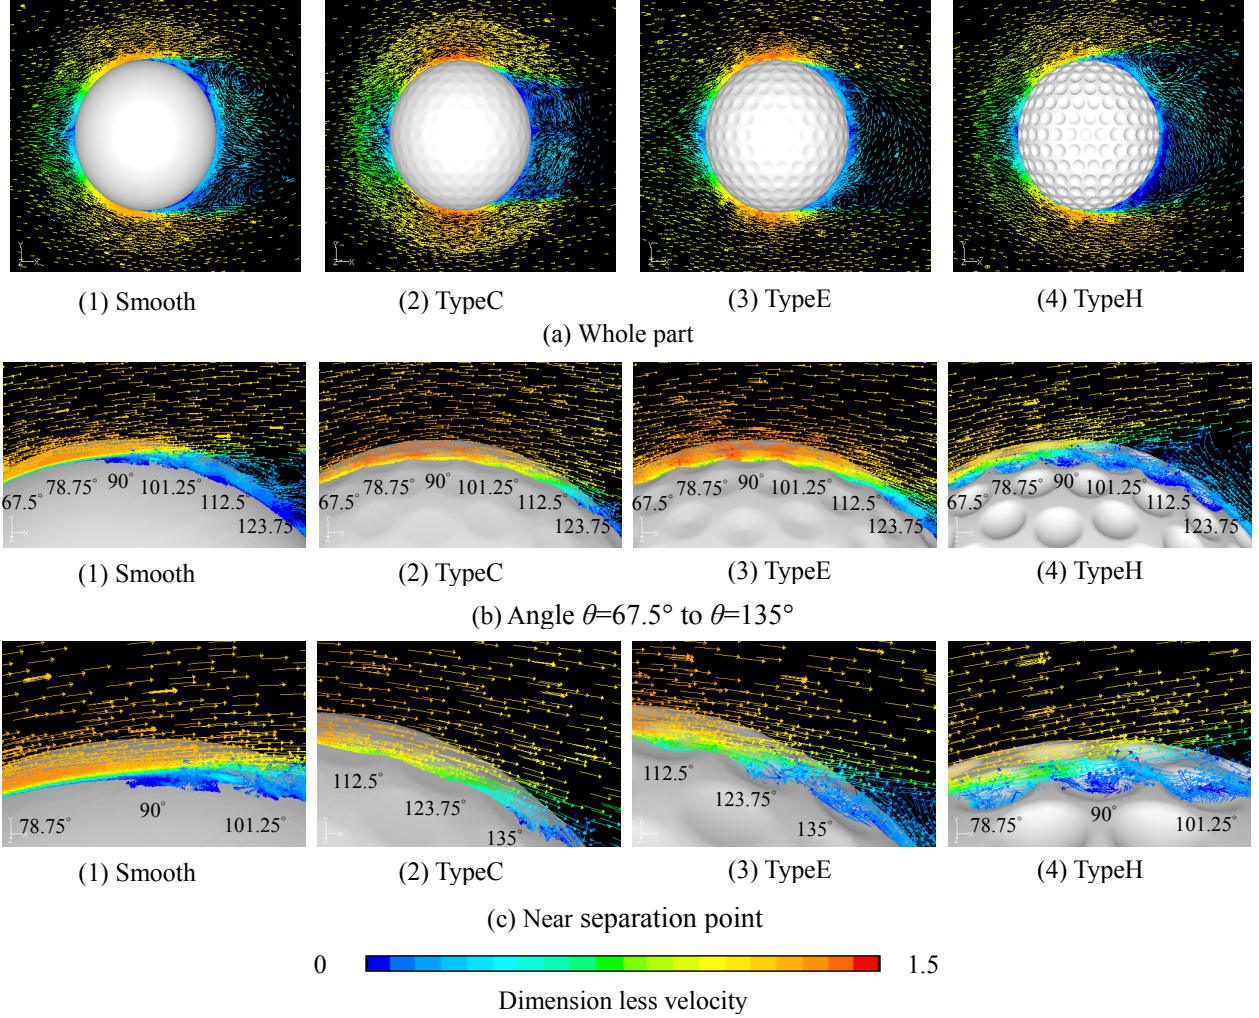 (1) Smooth (2) TypeC (3) TypeE (4) TypeH
(a) Whole part
67.5° 78.75° 90° 101.25° 112.5° 123.75 67.5° 78.75° 90° 101.25° 112.5° 123.75 67.5° 78.75° 90° 101.25° 112.5° 123.75 67.5° 78.75° 90° 101.25° 112.5 123.75
(1) Smooth (2) TypeC (3) TypeE (4) TypeH
(b) Angle θ=67.5° to θ=135°
78.75° 90° 101.25° 112.5° 123.75° 135° 112.5° 123.75° 135° 78.75° 90° 101.25°
(1) Smooth (2) TypeC (3) TypeE (4) TypeH
(c) Near separation point
0 1.5
Dimension less velocity